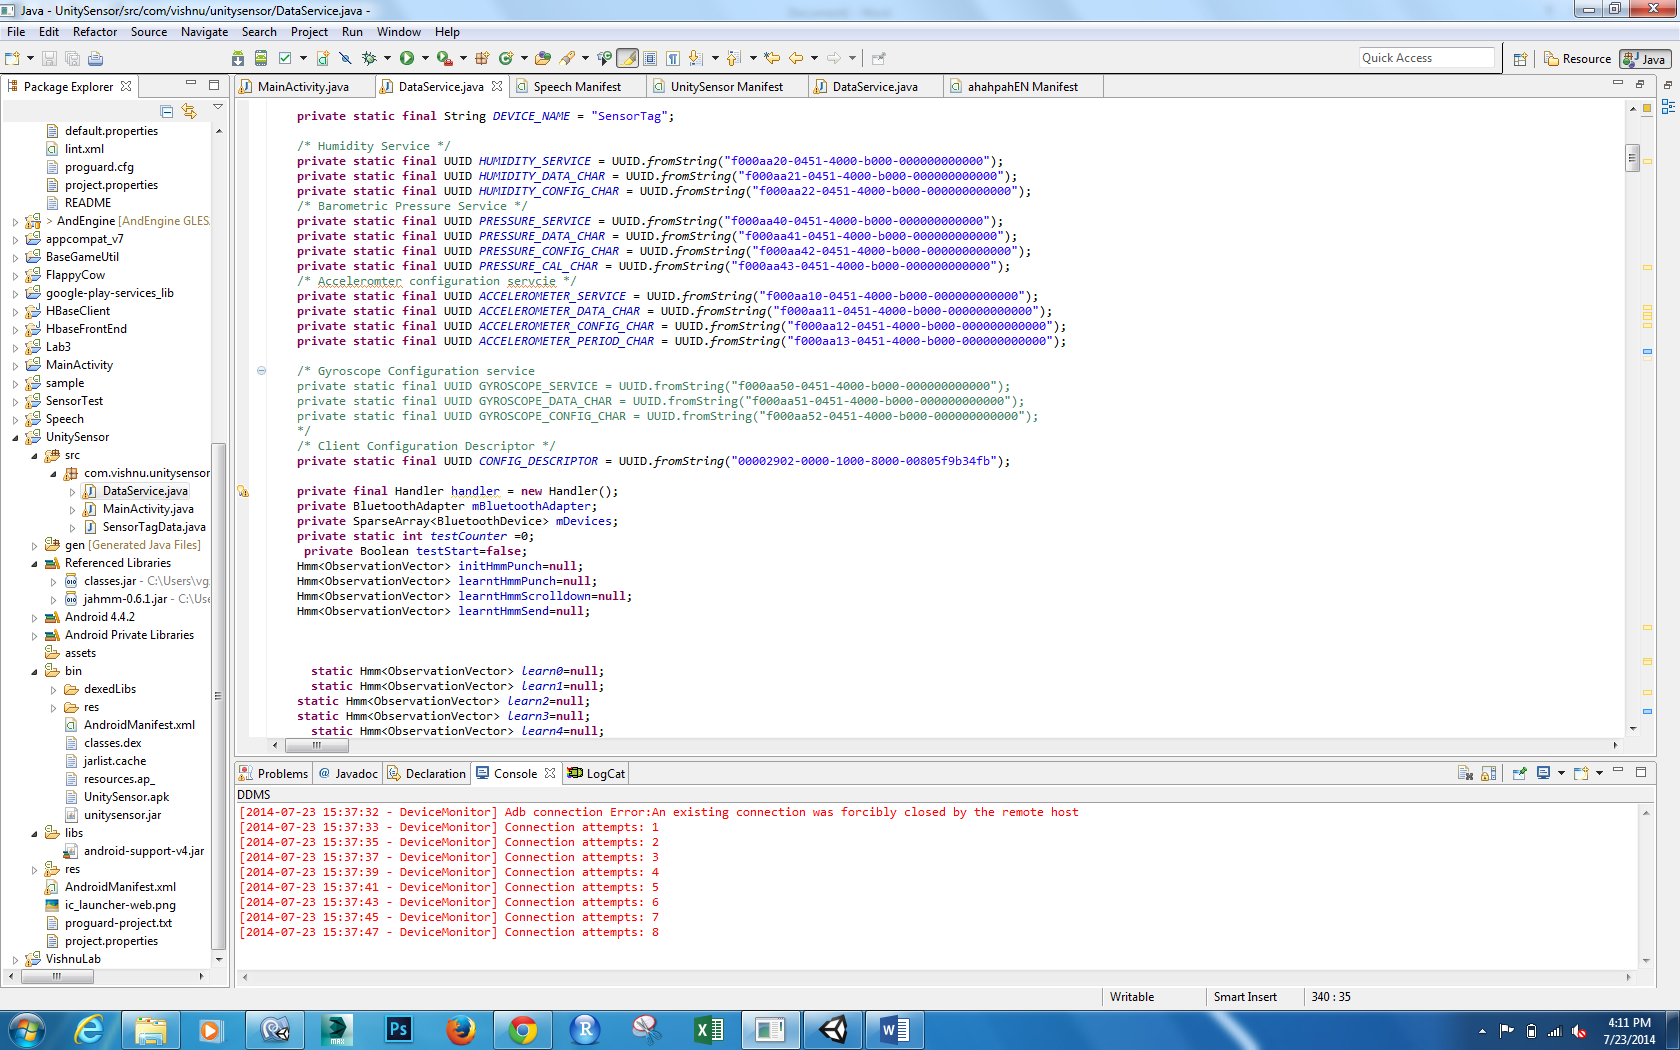 Java - UnitySensor/src/com/vishnu/unitysensor/DataService.java -
File Edit Refactor Source Navigate Search Project Run Window Help
Quick Access
Resource
Java
Package Explorer
default.properties
lint.xml
proguard.cfg
project.properties
README
> AndEngine [AndEngine GLES.
appcompat_v7
BaseGameUtil
FlappyCow
google-play-services_lib
HBaseClient
HbaseFrontEnd
Lab3
MainActivity
sample
SensorTest
Speech
UnitySensor
src
com.vishnu.unitysensor
DataService.java
MainActivity.java
SensorTagData.java
gen [Generated Java Files]
Referenced Libraries
classes.jar - C:\Users\vg
jahmm-0.6.1.jar - C:\Use
Android 4.4.2
Android Private Libraries
assets
bin
dexedLibs
res
AndroidManifest.xml
classes.dex
jarlist.cache
resources.ap_
UnitySensor.apk
unitysensor.jar
libs
android-support-v4.jar
res
AndroidManifest.xml
ic_launcher-web.png
proguard-project.txt
project.properties
VishnuLab
MainActivity.java DataService.java Speech Manifest UnitySensor Manifest DataService.java ahahpahEN Manifest
private static final String DEVICE_NAME = "SensorTag";
/* Humidity Service */
private static final UUID HUMIDITY_SERVICE = UUID.fromString("f000aa20-0451-4000-b000-000000000000");
private static final UUID HUMIDITY_DATA_CHAR = UUID.fromString("f000aa21-0451-4000-b000-000000000000");
private static final UUID HUMIDITY_CONFIG_CHAR = UUID.fromString("f000aa22-0451-4000-b000-000000000000");
/* Barometric Pressure Service */
private static final UUID PRESSURE_SERVICE = UUID.fromString("f000aa40-0451-4000-b000-000000000000");
private static final UUID PRESSURE_DATA_CHAR = UUID.fromString("f000aa41-0451-4000-b000-000000000000");
private static final UUID PRESSURE_CONFIG_CHAR = UUID.fromString("f000aa42-0451-4000-b000-000000000000");
private static final UUID PRESSURE_CAL_CHAR = UUID.fromString("f000aa43-0451-4000-b000-000000000000");
/* Acceleromter configuration servcie */
private static final UUID ACCELEROMETER_SERVICE = UUID.fromString("f000aa10-0451-4000-b000-000000000000");
private static final UUID ACCELEROMETER_DATA_CHAR = UUID.fromString("f000aa11-0451-4000-b000-000000000000");
private static final UUID ACCELEROMETER_CONFIG_CHAR = UUID.fromString("f000aa12-0451-4000-b000-000000000000");
private static final UUID ACCELEROMETER_PERIOD_CHAR = UUID.fromString("f000aa13-0451-4000-b000-000000000000");
/* Gyroscope Configuration service
private static final UUID GYROSCOPE_SERVICE = UUID.fromString("f000aa50-0451-4000-b000-000000000000");
private static final UUID GYROSCOPE_DATA_CHAR = UUID.fromString("f000aa51-0451-4000-b000-000000000000");
private static final UUID GYROSCOPE_CONFIG_CHAR = UUID.fromString("f000aa52-0451-4000-b000-000000000000");
*/
/* Client Configuration Descriptor */
private static final UUID CONFIG_DESCRIPTOR = UUID.fromString("00002902-0000-1000-8000-00805f9b34fb");
private final Handler handler = new Handler();
private BluetoothAdapter mBluetoothAdapter;
private SparseArray<BluetoothDevice> mDevices;
private static int testCounter =0;
private Boolean testStart=false;
Hmm<ObservationVector> initHmmPunch=null;
Hmm<ObservationVector> learntHmmPunch=null;
Hmm<ObservationVector> learntHmmScrolldown=null;
Hmm<ObservationVector> learntHmmSend=null;
static Hmm<ObservationVector> learn0=null;
static Hmm<ObservationVector> learn1=null;
static Hmm<ObservationVector> learn2=null;
static Hmm<ObservationVector> learn3=null;
static Hmm<ObservationVector> learn4=null;
Problems Javadoc Declaration Console LogCat
DDMS
[2014-07-23 15:37:32 - DeviceMonitor] Adb connection Error:An existing connection was forcibly closed by the remote host
[2014-07-23 15:37:33 - DeviceMonitor] Connection attempts: 1
[2014-07-23 15:37:35 - DeviceMonitor] Connection attempts: 2
[2014-07-23 15:37:37 - DeviceMonitor] Connection attempts: 3
[2014-07-23 15:37:39 - DeviceMonitor] Connection attempts: 4
[2014-07-23 15:37:41 - DeviceMonitor] Connection attempts: 5
[2014-07-23 15:37:43 - DeviceMonitor] Connection attempts: 6
[2014-07-23 15:37:45 - DeviceMonitor] Connection attempts: 7
[2014-07-23 15:37:47 - DeviceMonitor] Connection attempts: 8
Writable Smart Insert 340 : 35
4:11 PM
7/23/2014